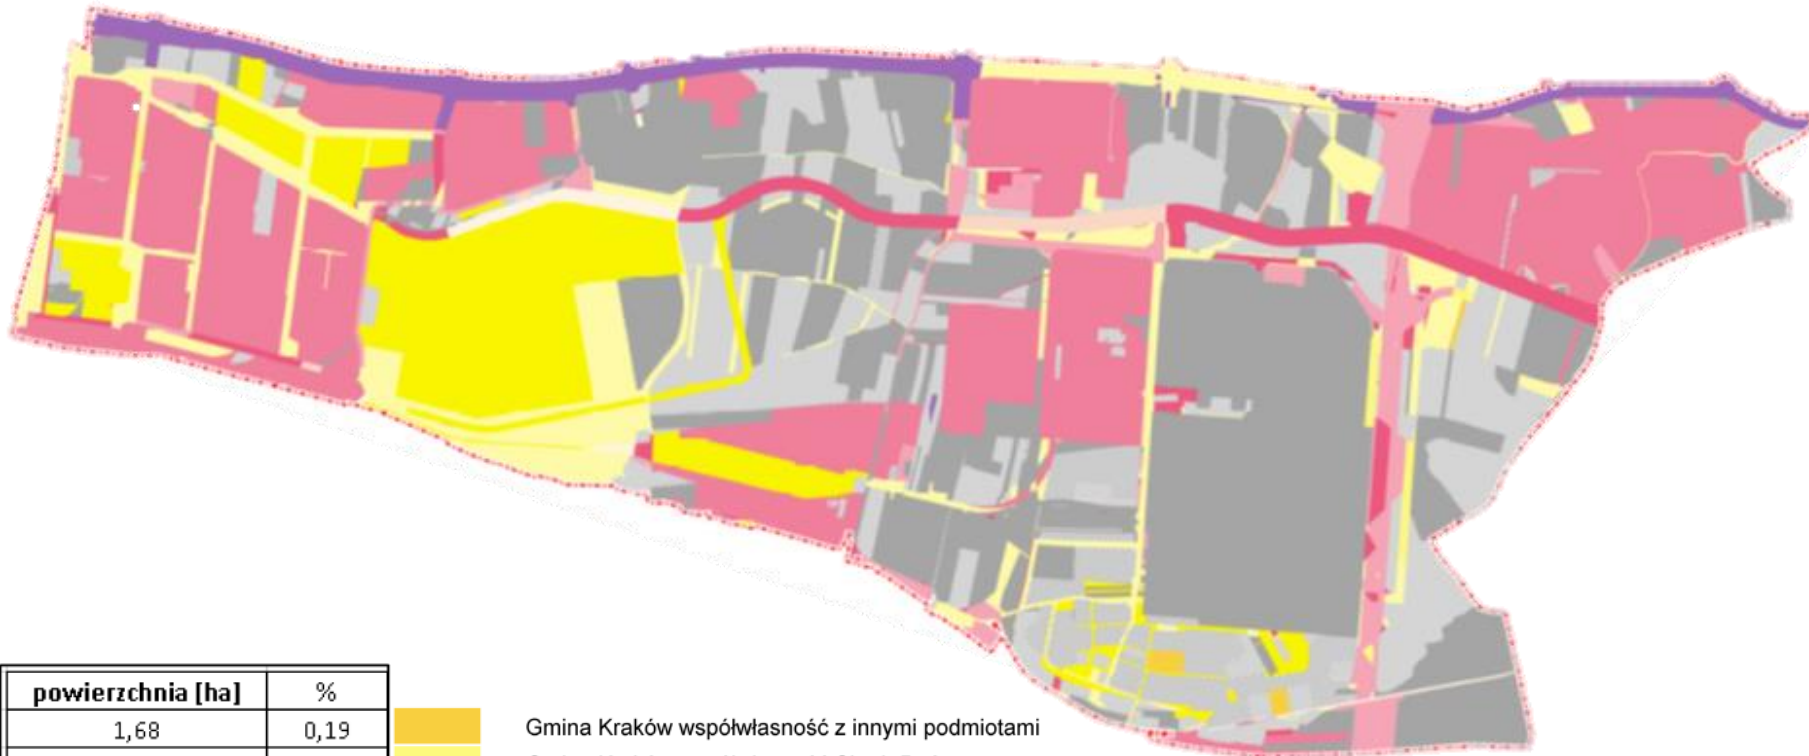 powierzchnia [ha] %
1,68 0,19
Gmina Kraków współwłasność z innymi podmiotami